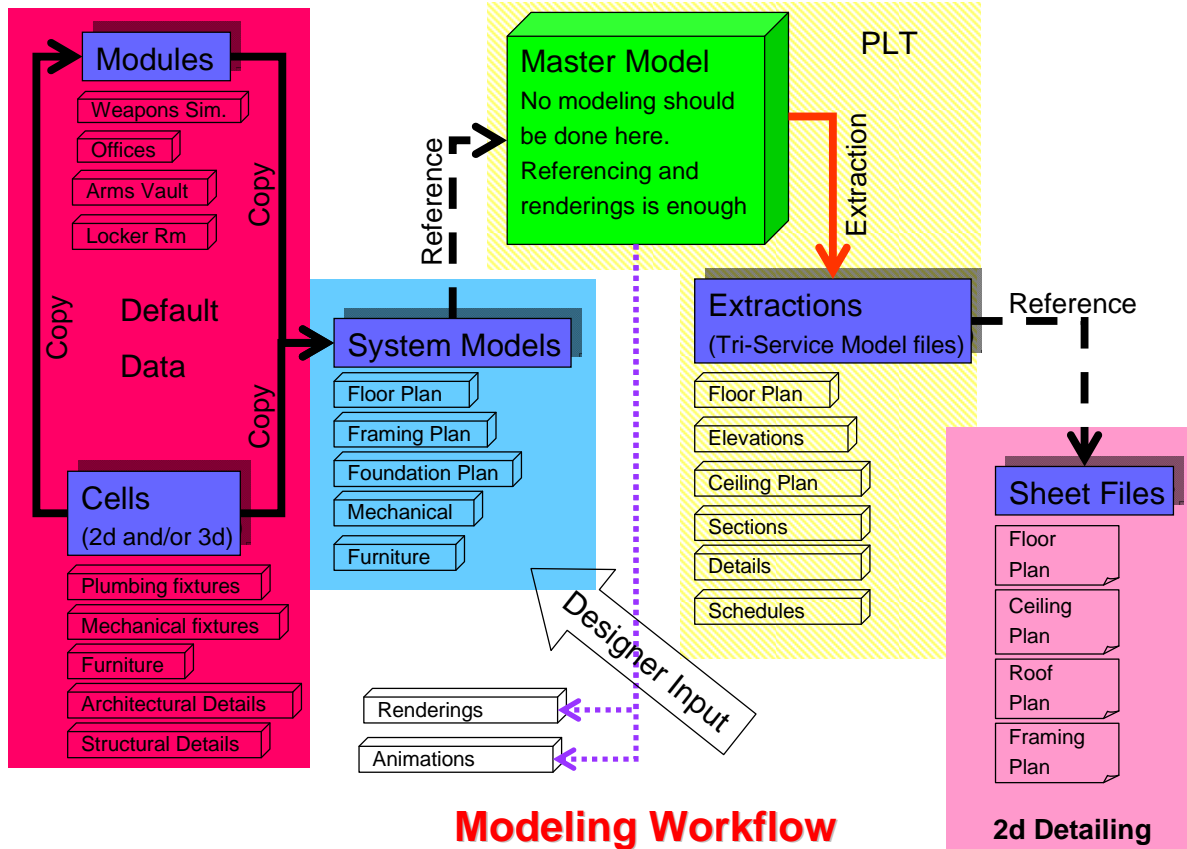 Modules
Weapons Sim.
Offices
Arms Vault
Locker Rm
Copy
Copy
Default
Data
Copy
Cells
(2d and/or 3d)
Plumbing fixtures
Mechanical fixtures
Furniture
Architectural Details
Structural Details
Reference
System Models
Floor Plan
Framing Plan
Foundation Plan
Mechanical
Furniture
Designer Input
PLT
Master Model
No modeling should
be done here.
Referencing and
renderings is enough
Extraction
Renderings
Animations
Extractions
(Tri-Service Model files)
Floor Plan
Elevations
Ceiling Plan
Sections
Details
Schedules
Reference
Sheet Files
Floor
Plan
Ceiling
Plan
Roof
Plan
Framing
Plan
2d Detailing
Modeling Workflow